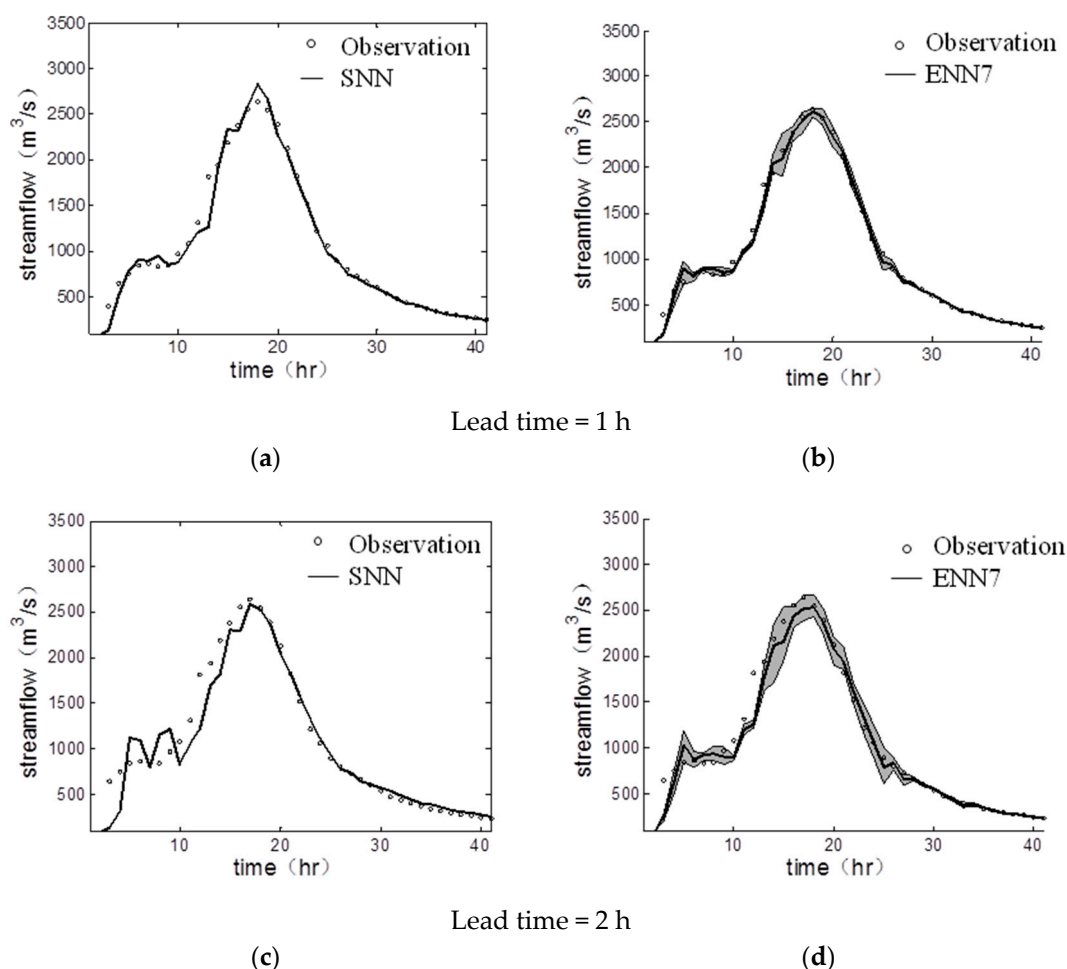 3500
3000
2500
2000
1500
1000
500
10
20
30
40
streamflow（m³/s）
time（hr）
Observation
SNN
3500
3000
2500
2000
1500
1000
500
10
20
30
40
streamflow（m³/s）
time（hr）
Observation
ENN7
Lead time = 1 h
(a)
(b)
3500
3000
2500
2000
1500
1000
500
10
20
30
40
streamflow（m³/s）
time（hr）
Observation
SNN
3500
3000
2500
2000
1500
1000
500
10
20
30
40
streamflow（m³/s）
time（hr）
Observation
ENN7
Lead time = 2 h
(c)
(d)